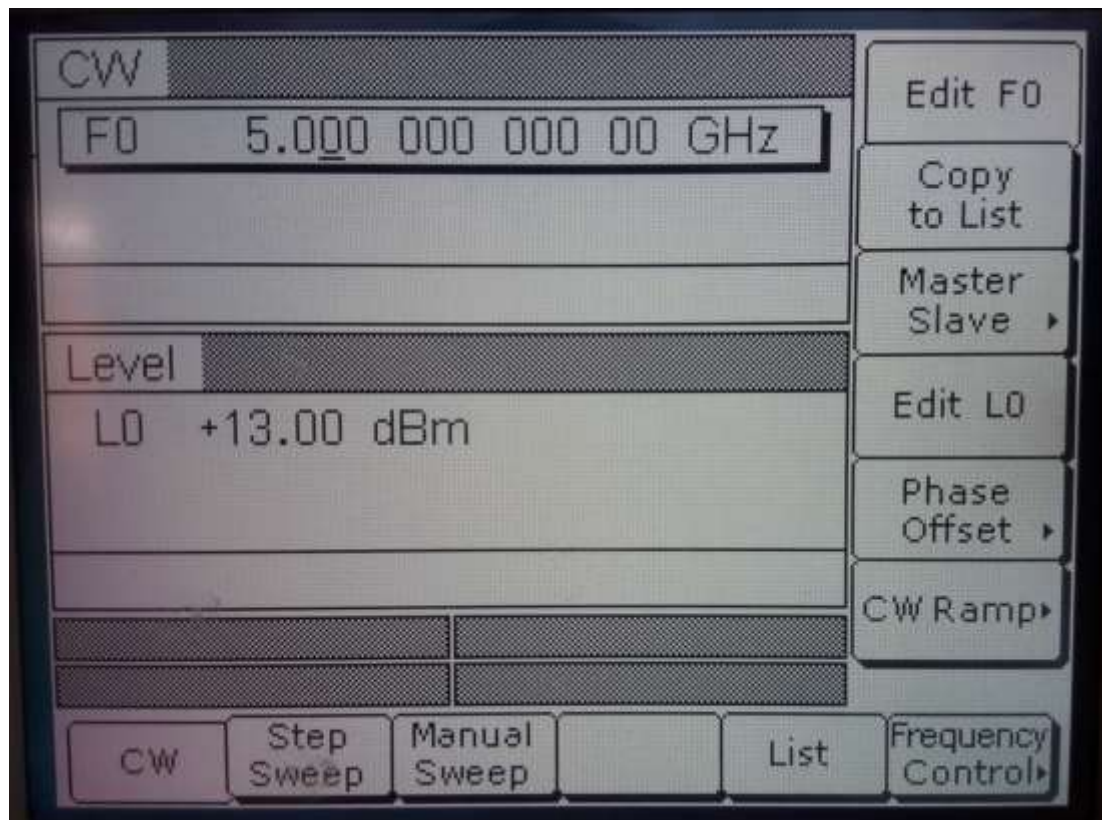 CW
F0 5.000 000 000 00 GHz
Level
L0 +13.00 dBm
Edit F0
Copy
to List
Master
Slave
Edit L0
Phase
Offset
CW Ramp
CW
Step
Sweep
Manual
Sweep
List
Frequency
Control